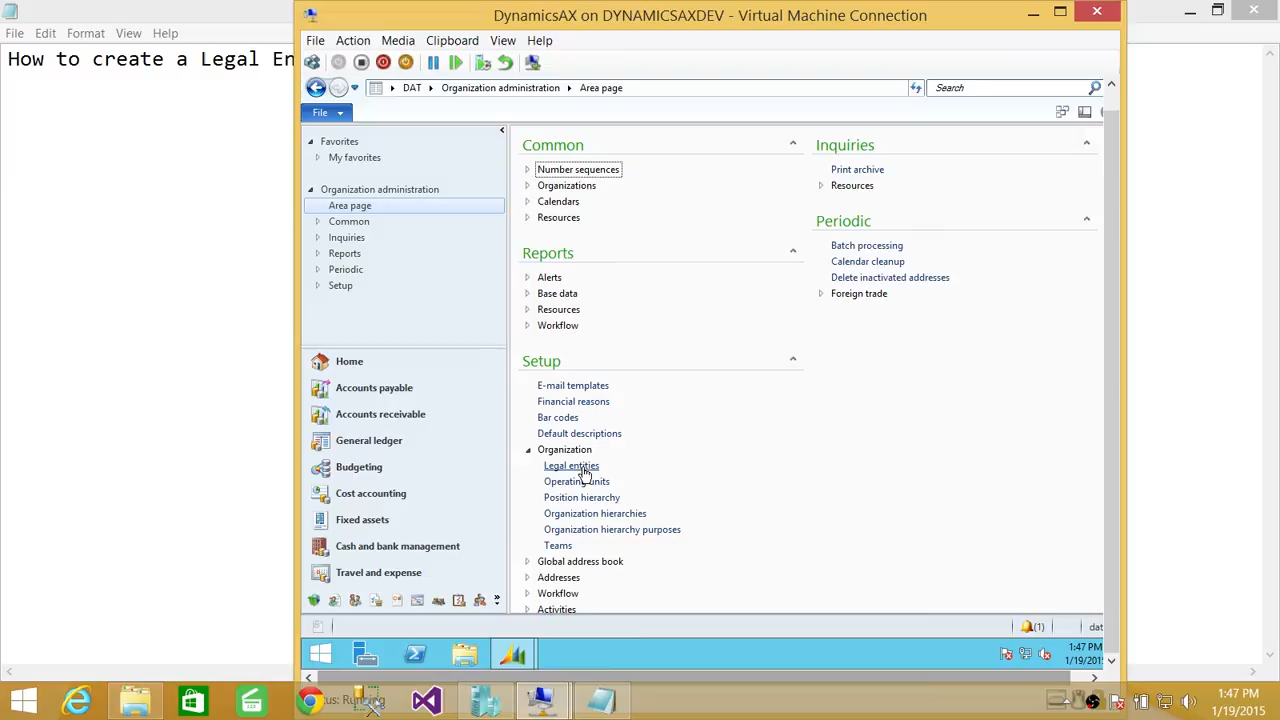 DynamicsAX on DYNAMICSAXDEV - Virtual Machine Connection
File Edit Format View Help
How to create a Legal En
File Action Media Clipboard View Help
DAT Organization administration Area page
Search
File
Favorites
My favorites
Organization administration
Area page
Common
Inquiries
Reports
Periodic
Setup
Home
Accounts payable
Accounts receivable
General ledger
Budgeting
Cost accounting
Fixed assets
Cash and bank management
Travel and expense
Common
Number sequences
Organizations
Calendars
Resources
Reports
Alerts
Base data
Resources
Workflow
Setup
E-mail templates
Financial reasons
Bar codes
Default descriptions
Organization
Legal entities
Operating units
Position hierarchy
Organization hierarchies
Organization hierarchy purposes
Teams
Global address book
Addresses
Workflow
Activities
Inquiries
Print archive
Resources
Periodic
Batch processing
Calendar cleanup
Delete inactivated addresses
Foreign trade
(1)
dat
1:47 PM
1/19/201
Running
1:47 PM
1/19/2015